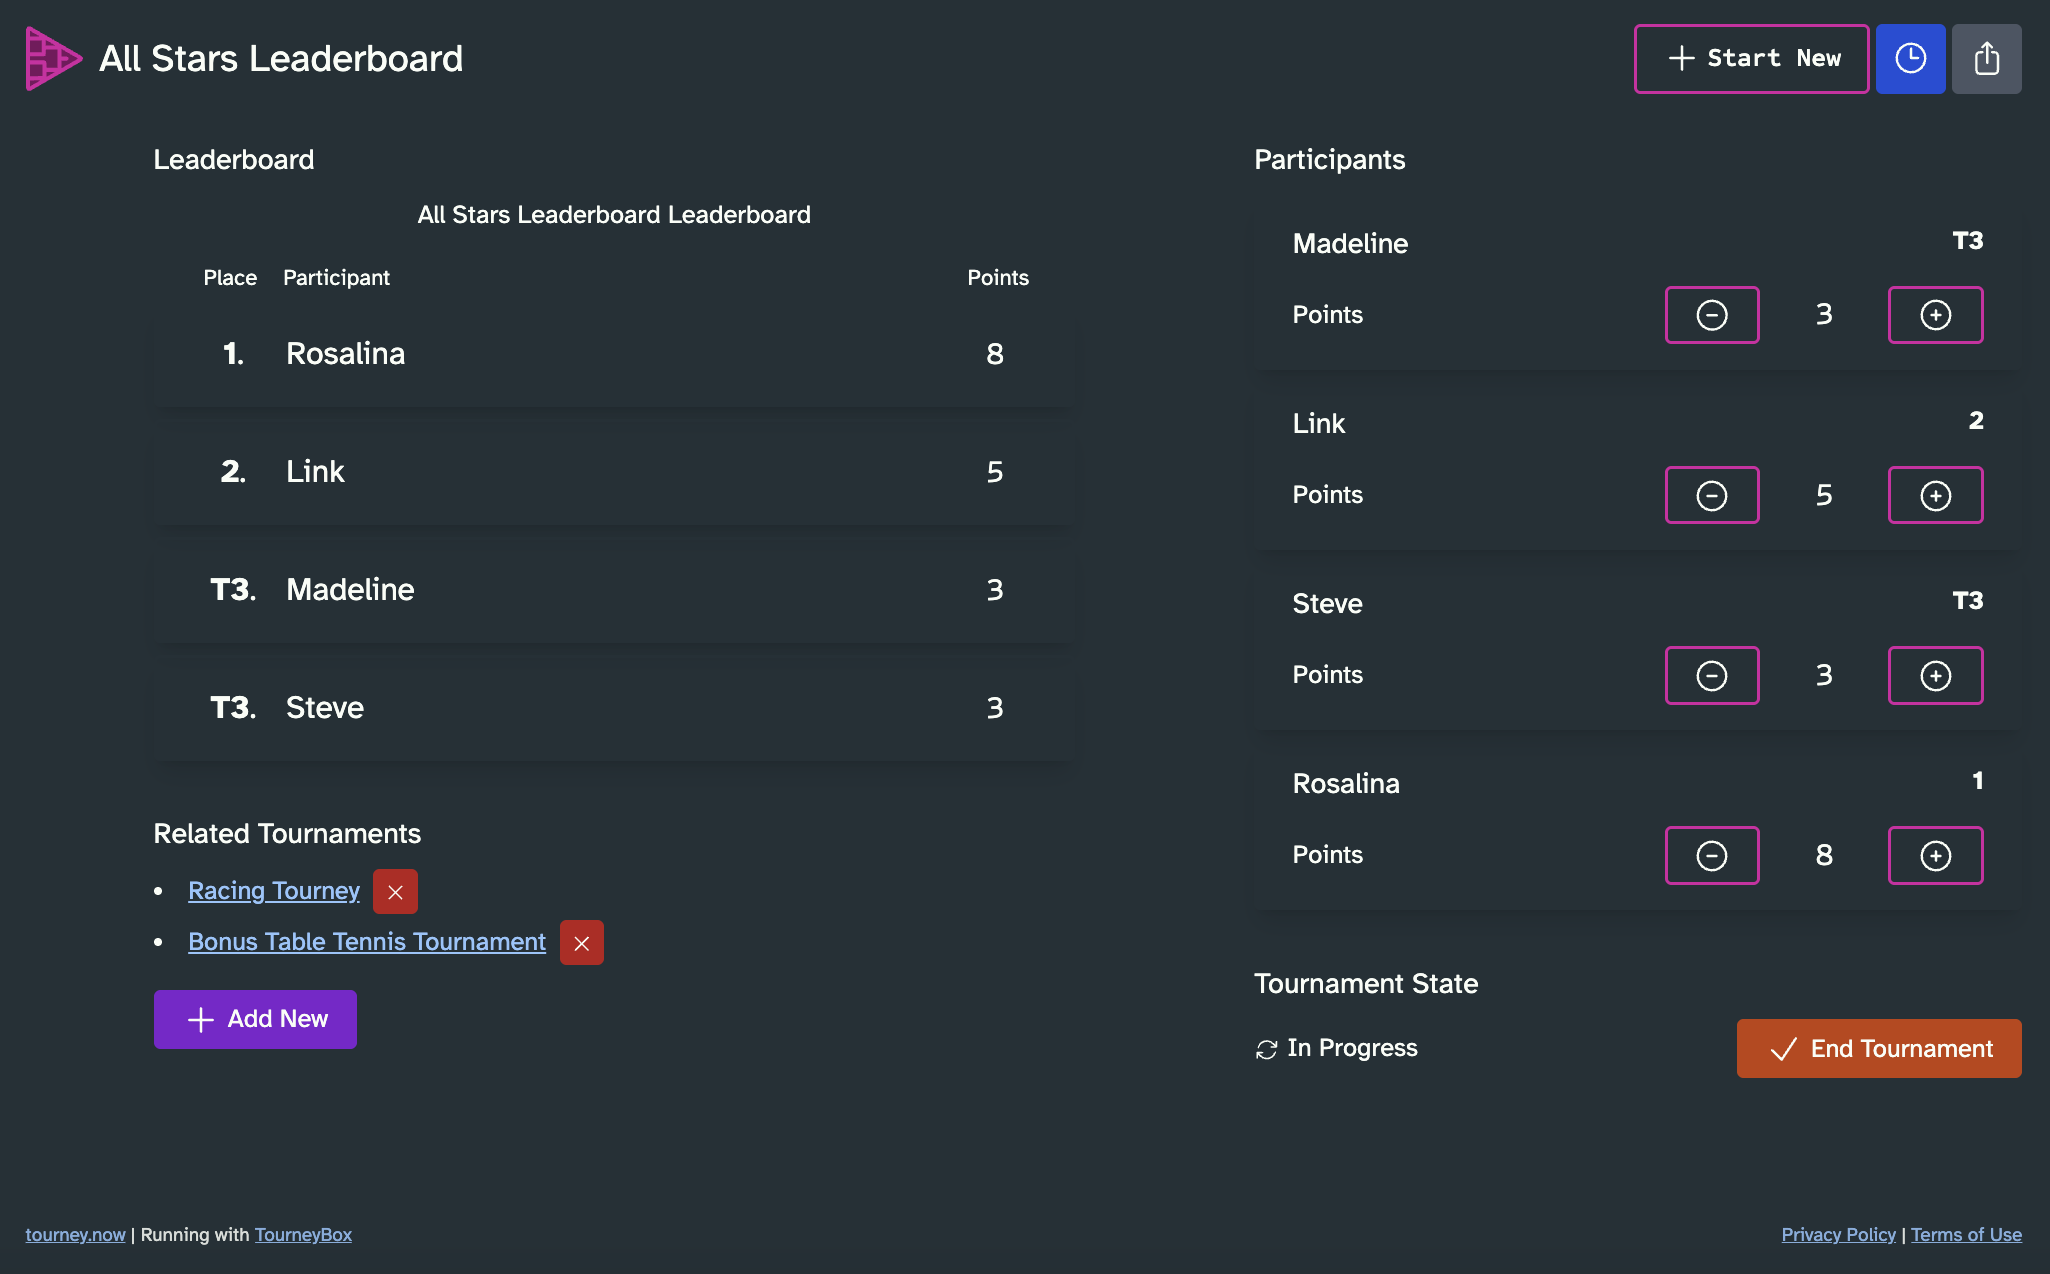 All Stars Leaderboard
Start New
Leaderboard
All Stars Leaderboard Leaderboard
Place Participant Points
1. Rosalina 8
2. Link 5
T3. Madeline 3
T3. Steve 3
Related Tournaments
Racing Tourney
Bonus Table Tennis Tournament
Add New
Participants
Madeline T3
Points 3
Link 2
Points 5
Steve T3
Points 3
Rosalina 1
Points 8
Tournament State
In Progress
End Tournament
tourney.now | Running with TourneyBox
Privacy Policy | Terms of Use